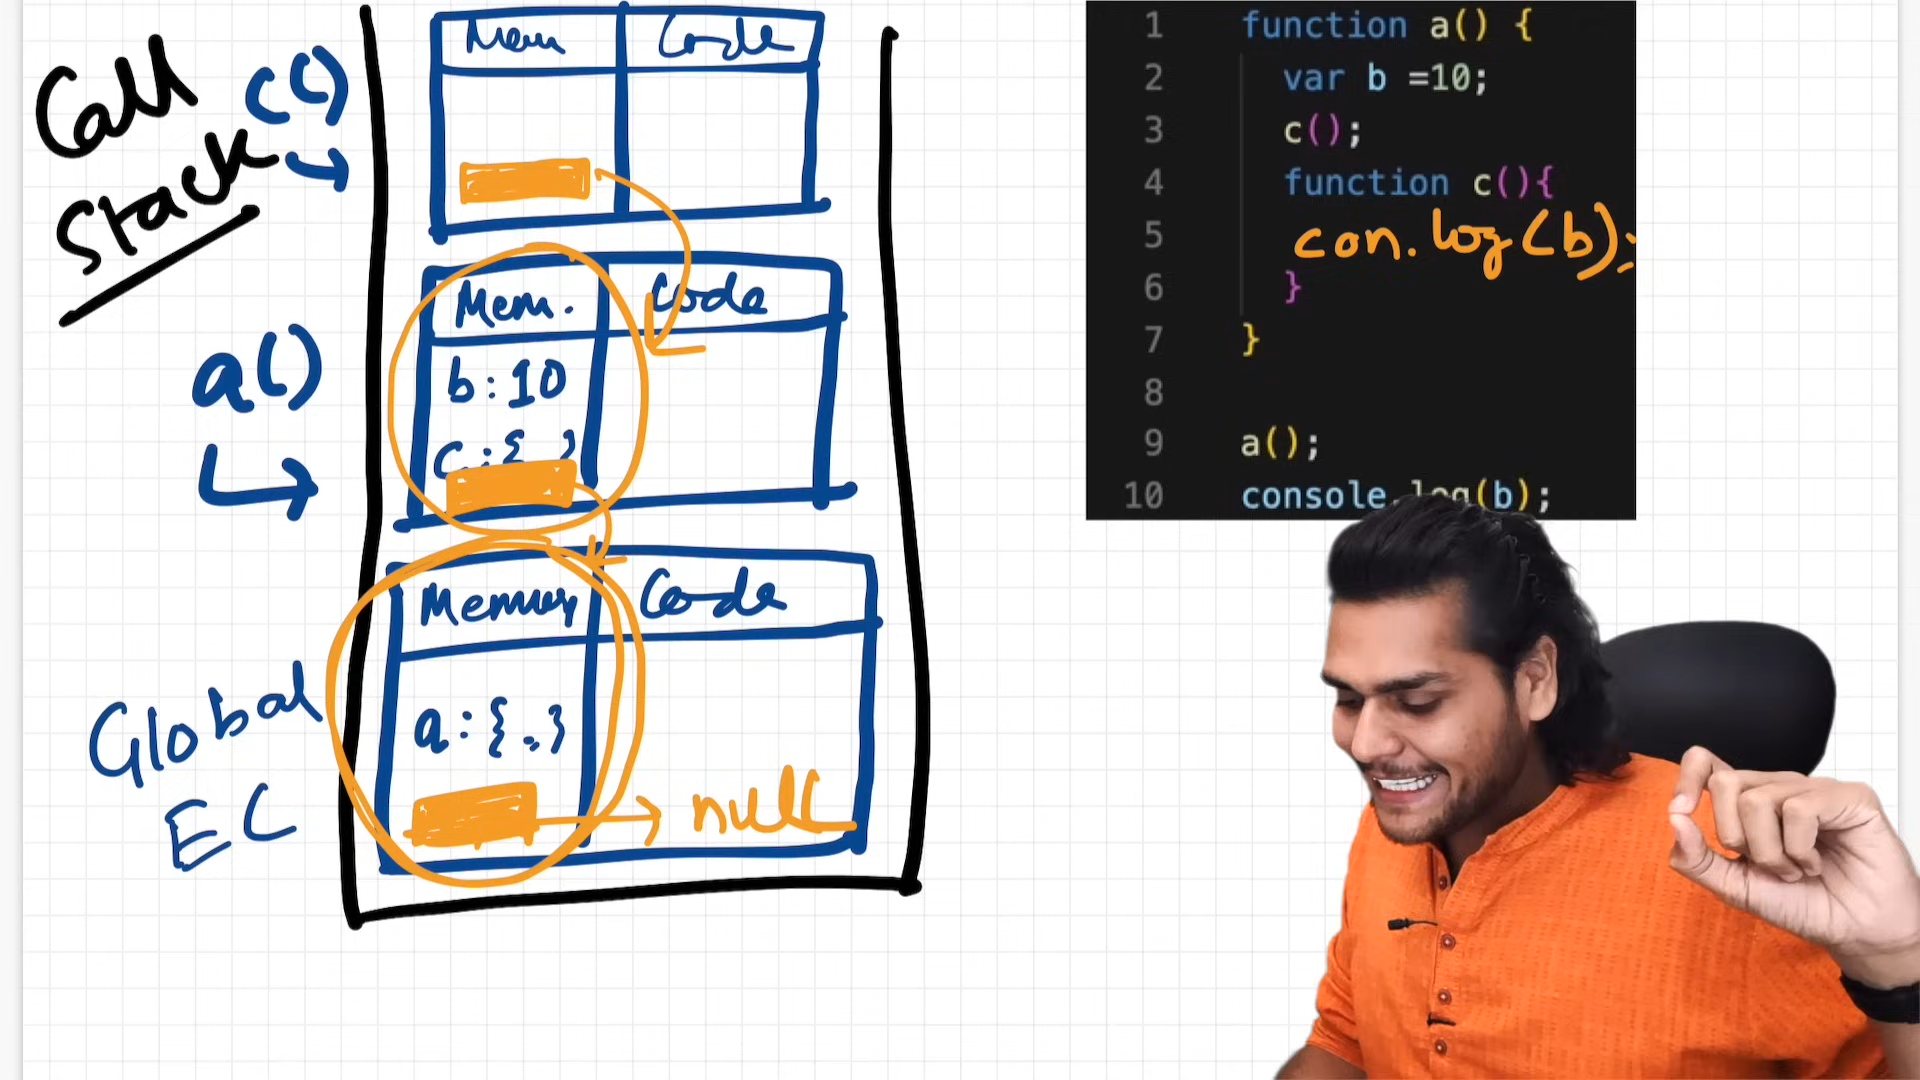 Call
Stack
c()
Mem Code
a()
Mem. Code
b:10
c:{ }
Global
EC
Memory Code
a:{.}
null
1 function a() {
2 var b =10;
3 c();
4 function c(){
5 con.log(b);
6 }
7 }
8
9 a();
10 console.log(b);